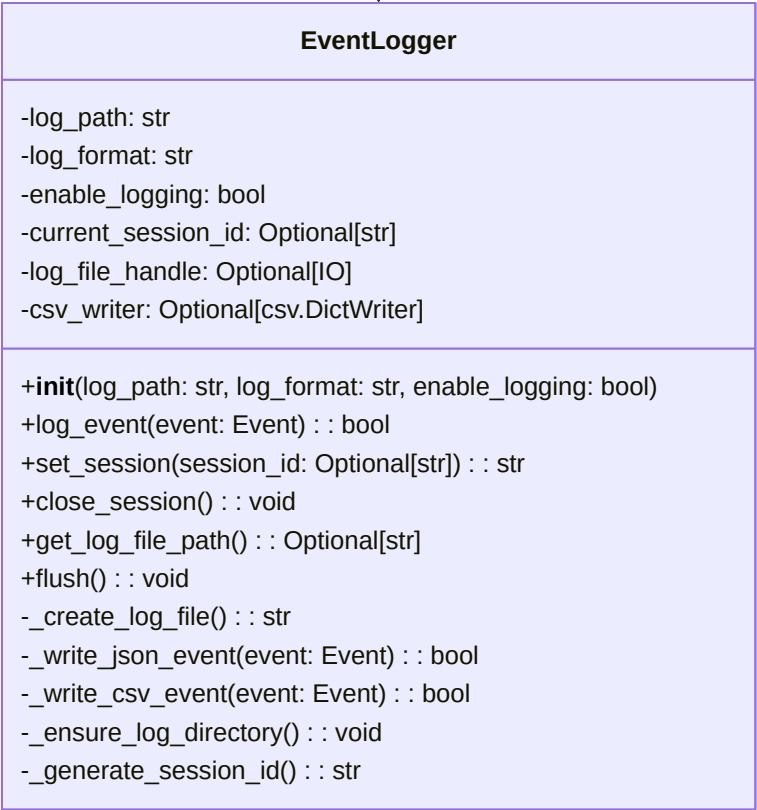 EventLogger
-log_path: str
-log_format: str
-enable_logging: bool
-current_session_id: Optional[str]
-log_file_handle: Optional[IO]
-csv_writer: Optional[csv.DictWriter]
+init(log_path: str, log_format: str, enable_logging: bool)
+log_event(event: Event) : : bool
+set_session(session_id: Optional[str]) : : str
+close_session() : : void
+get_log_file_path() : : Optional[str]
+flush() : : void
-_create_log_file() : : str
-_write_json_event(event: Event) : : bool
-_write_csv_event(event: Event) : : bool
-_ensure_log_directory() : : void
-_generate_session_id() : : str